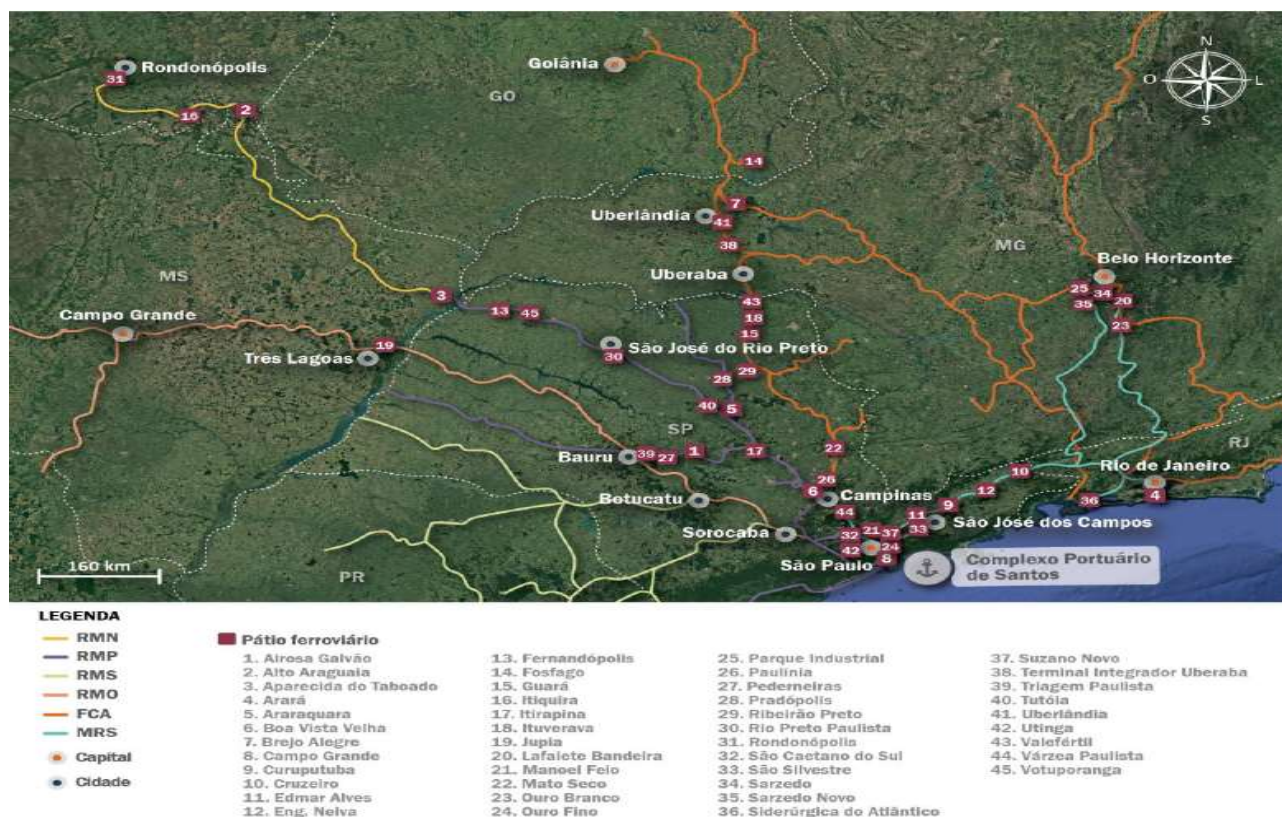 N
O
L
S
Rondonópolis
31
16
2
Goiânia
GO
14
Uberlândia
7
41
38
MG
Uberaba
Belo Horizonte
25
34
35
20
23
MS
3
13
45
43
18
15
Campo Grande
Três Lagoas
19
São José do Rio Preto
30
28
29
40
5
SP
Bauru
39
27
1
17
22
RJ
Rio de Janeiro
4
10
12
36
Botucatu
6
26
Campinas
44
9
11
33
São José dos Campos
Sorocaba
32
21
37
42
24
São Paulo
8
Complexo Portuário
de Santos
160 km
PR
LEGENDA
RMN
RMP
RMS
RMO
FCA
MRS
Capital
Cidade
Pátio ferroviário
1. Airosa Galvão
2. Alto Araguaia
3. Aparecida do Taboado
4. Arará
5. Araraquara
6. Boa Vista Velha
7. Brejo Alegre
8. Campo Grande
9. Curuputuba
10. Cruzeiro
11. Edmar Alves
12. Eng. Neiva
13. Fernandópolis
14. Fosfago
15. Guará
16. Itiquira
17. Itirapina
18. Ituverava
19. Jupia
20. Lafaiete Bandeira
21. Manoel Feio
22. Mato Seco
23. Ouro Branco
24. Ouro Fino
25. Parque Industrial
26. Paulínia
27. Pederneiras
28. Pradópolis
29. Ribeirão Preto
30. Rio Preto Paulista
31. Rondonópolis
32. São Caetano do Sul
33. São Silvestre
34. Sarzedo
35. Sarzedo Novo
36. Siderúrgica do Atlântico
37. Suzano Novo
38. Terminal Integrador Uberaba
39. Triagem Paulista
40. Tutóia
41. Uberlândia
42. Utinga
43. Valefértil
44. Várzea Paulista
45. Votuporanga